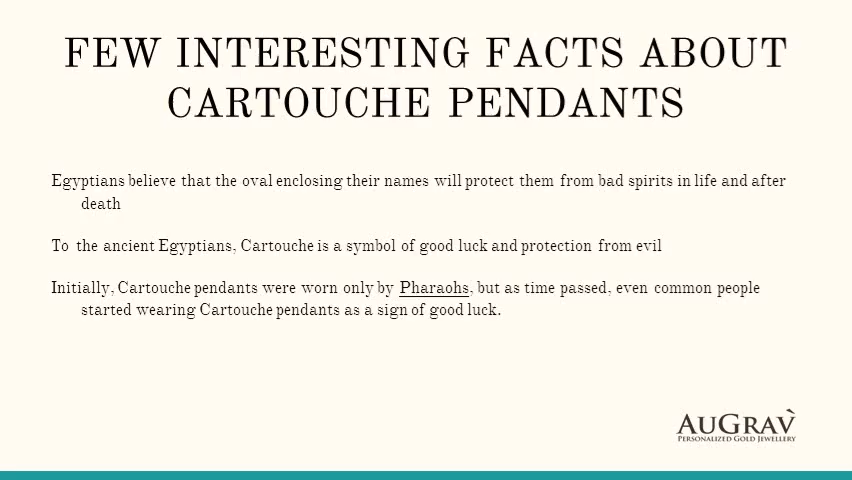 FEW INTERESTING FACTS ABOUT
CARTOUCHE PENDANTS
Egyptians believe that the oval enclosing their names will protect them from bad spirits in life and after
death
To the ancient Egyptians, Cartouche is a symbol of good luck and protection from evil
Initially, Cartouche pendants were worn only by Pharaohs, but as time passed, even common people
started wearing Cartouche pendants as a sign of good luck.
AUGRAV
PERSONALIZED GOLD JEWELLERY